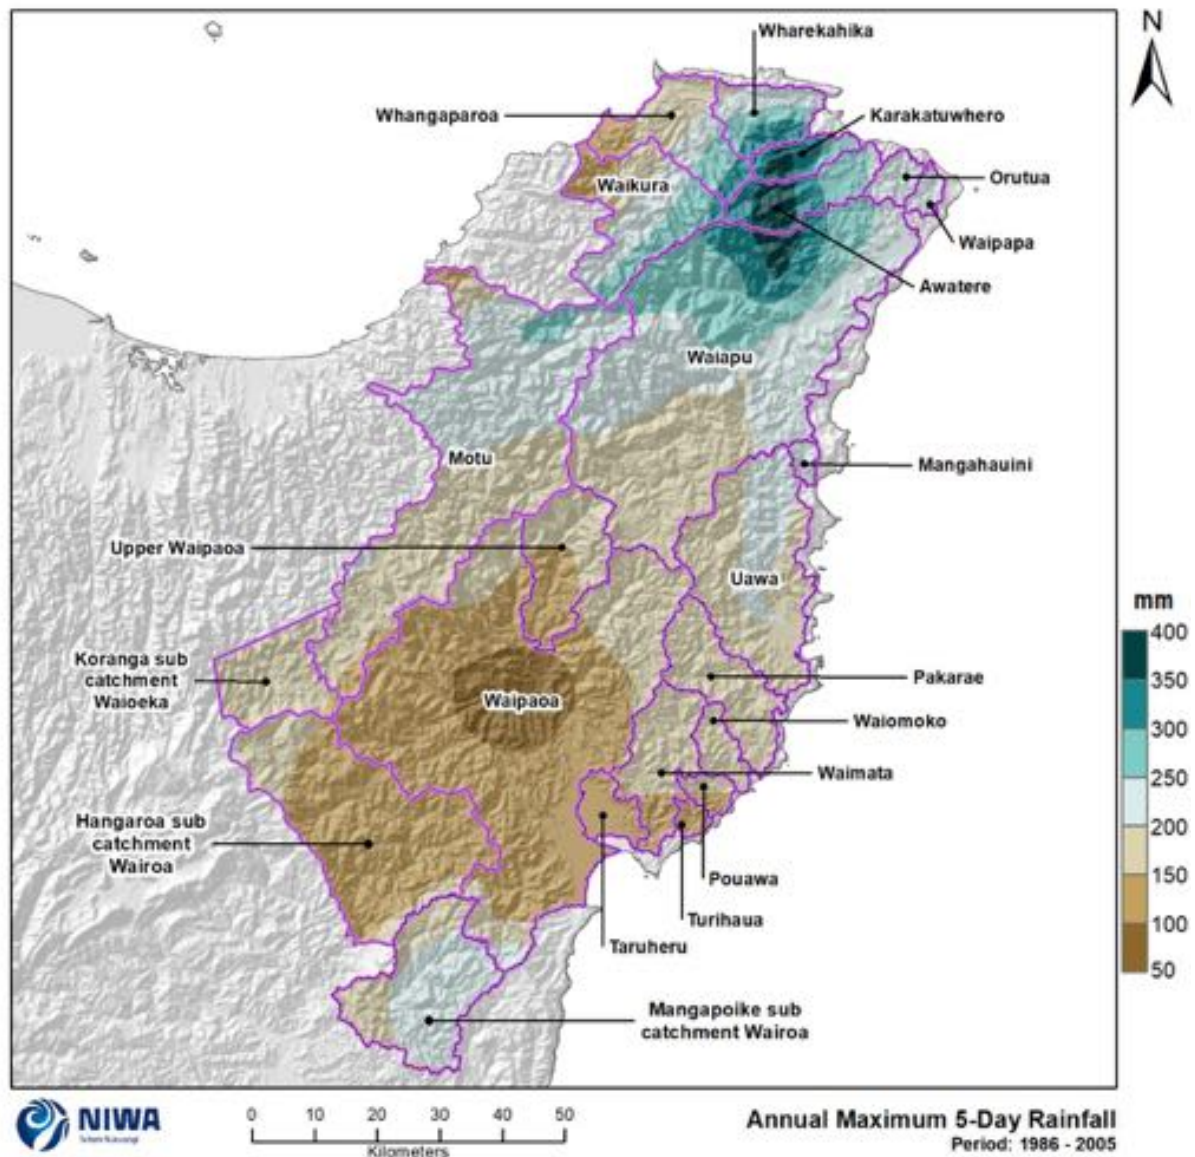 N
Wharekahika
Whangaparoa
Karakatuwhero
Waikura
Orutua
Waipapa
Awatere
Waiapu
Motu
Mangahauini
Upper Waipaoa
Uawa
mm
400
350
300
250
200
150
100
50
Koranga sub
catchment
Waioeka
Pakarae
Waipaoa
Waiomoko
Waimata
Hangaroa sub
catchment
Wairoa
Pouawa
Turihaua
Taruheru
Mangapoike sub
catchment Wairoa
NIWA
Taihoro Nukurangi
0 10 20 30 40 50
Kilometers
Annual Maximum 5-Day Rainfall
Period: 1986 - 2005